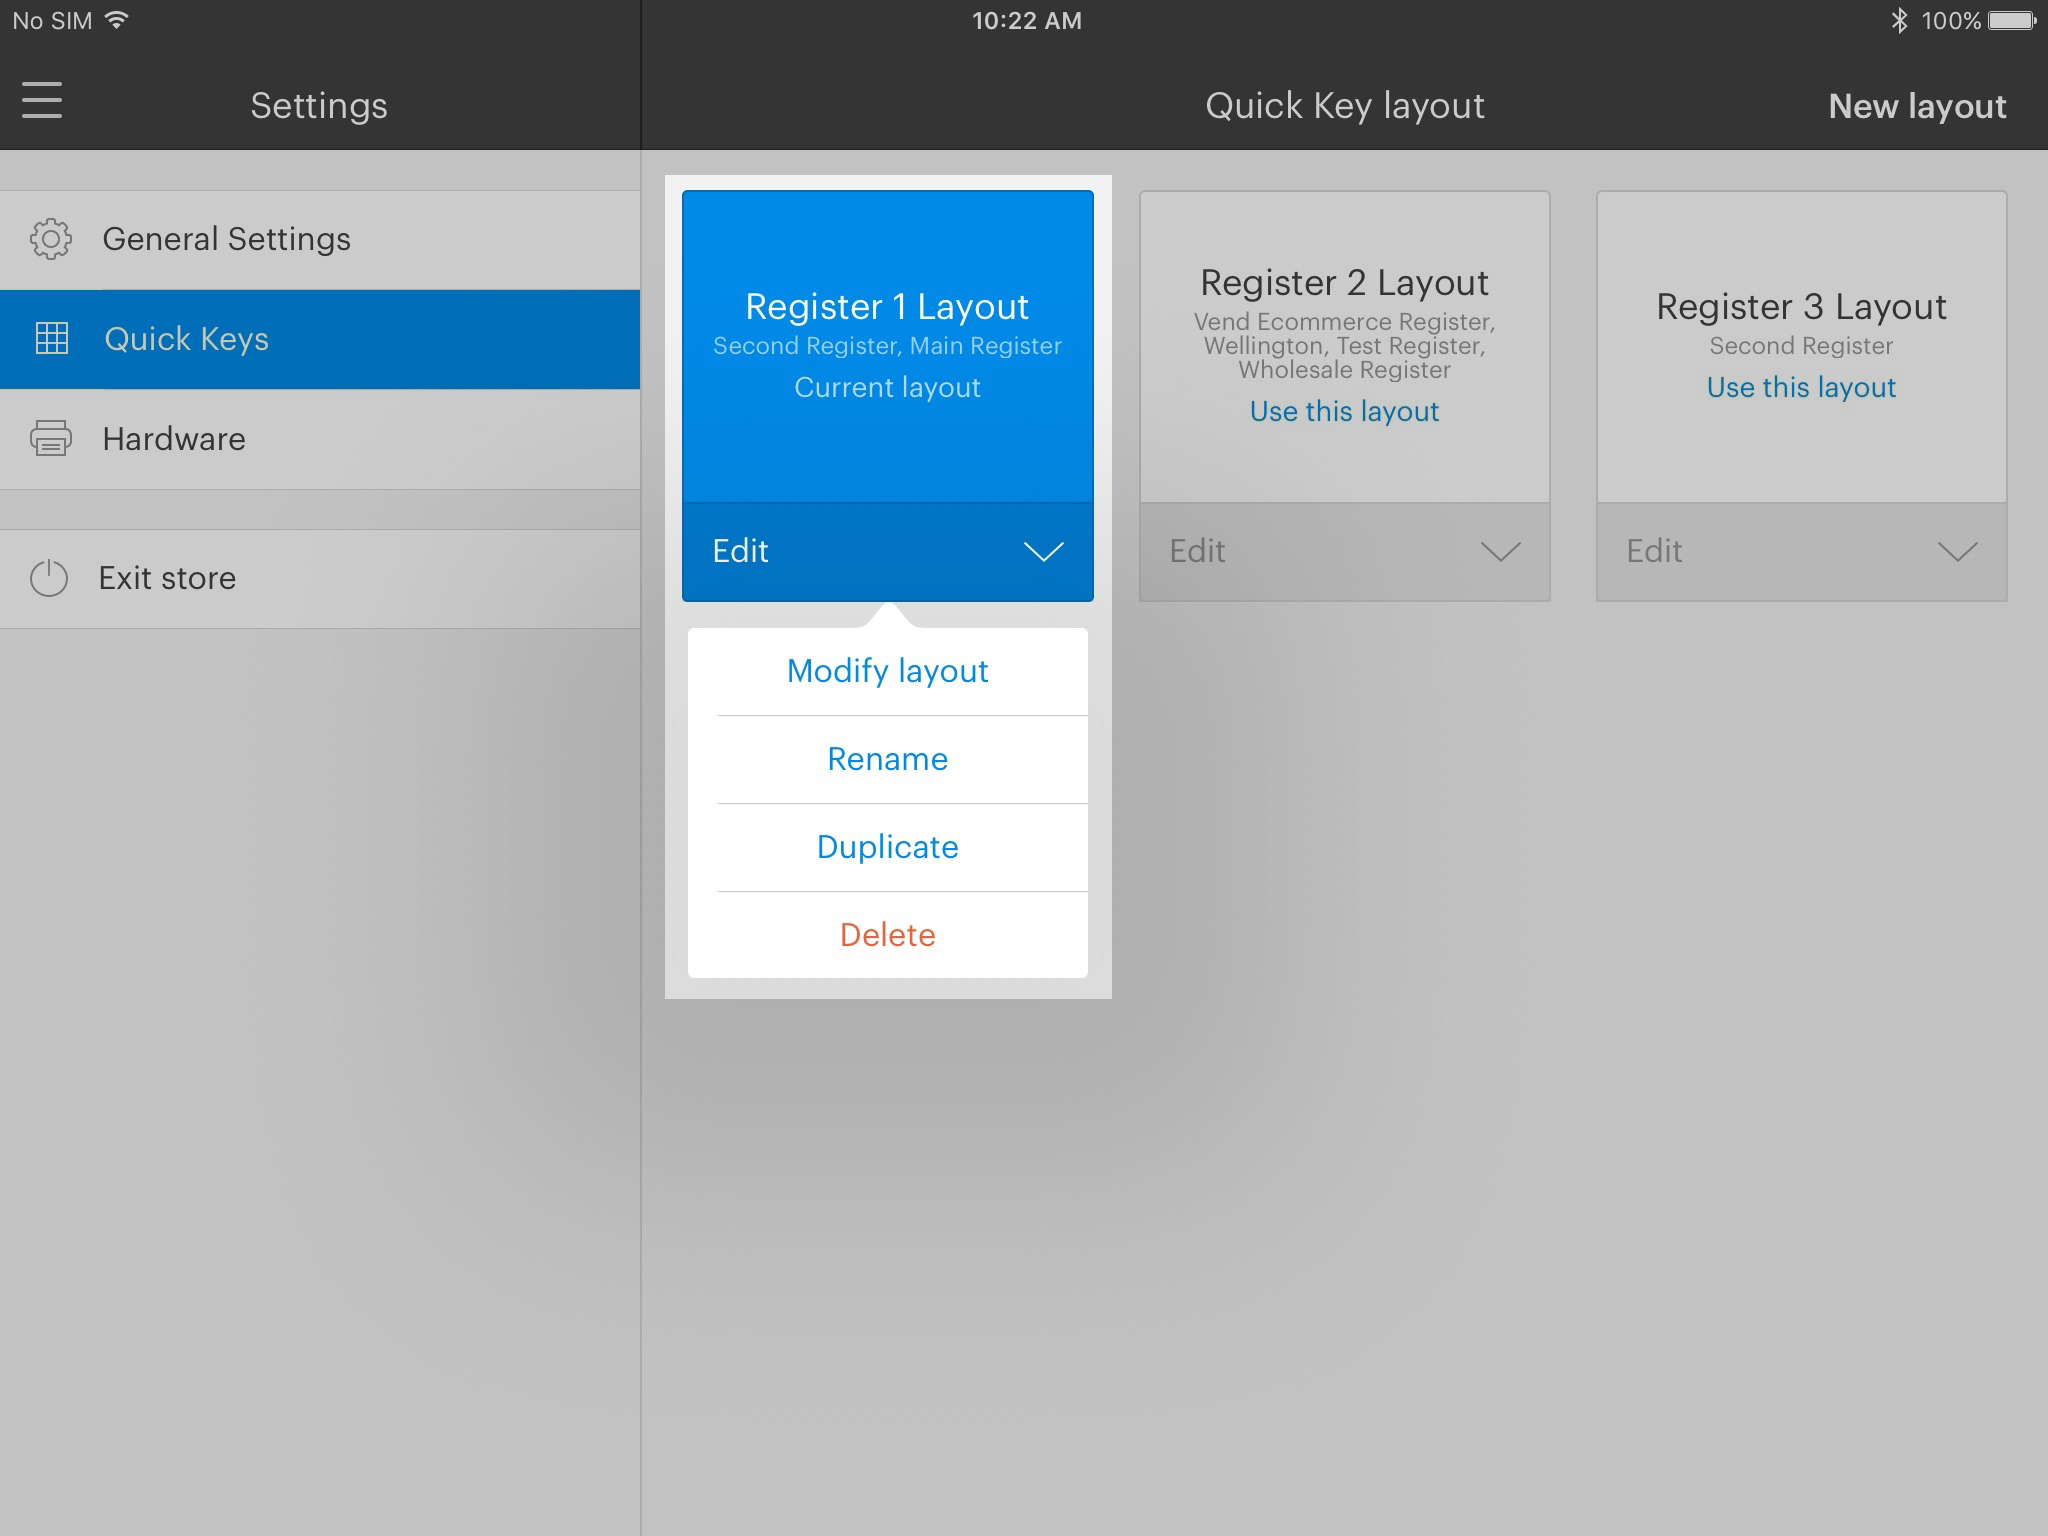 No SIM
10:22 AM
100%
Settings
Quick Key layout
New layout
General Settings
Quick Keys
Hardware
Exit store
Register 1 Layout
Second Register, Main Register
Current layout
Edit
Modify layout
Rename
Duplicate
Delete
Register 2 Layout
Vend Ecommerce Register,
Wellington, Test Register,
Wholesale Register
Use this layout
Edit
Register 3 Layout
Second Register
Use this layout
Edit